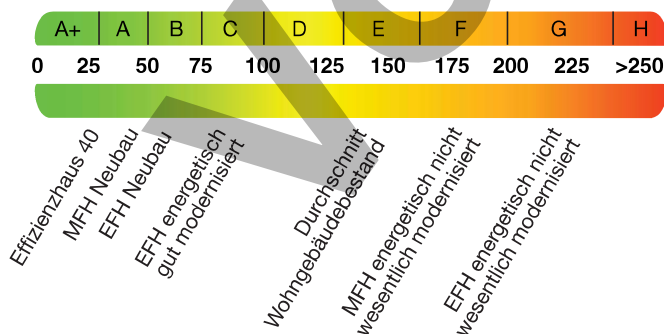 A+ A B C D E F G H
0 25 50 75 100 125 150 175 200 225 >250
Effizienzhaus 40
MFH Neubau
EFH Neubau
EFH energetisch
gut modernisiert
Durchschnitt
Wohngebäudebestand
MFH energetisch nicht
wesentlich modernisiert
EFH energetisch nicht
wesentlich modernisiert